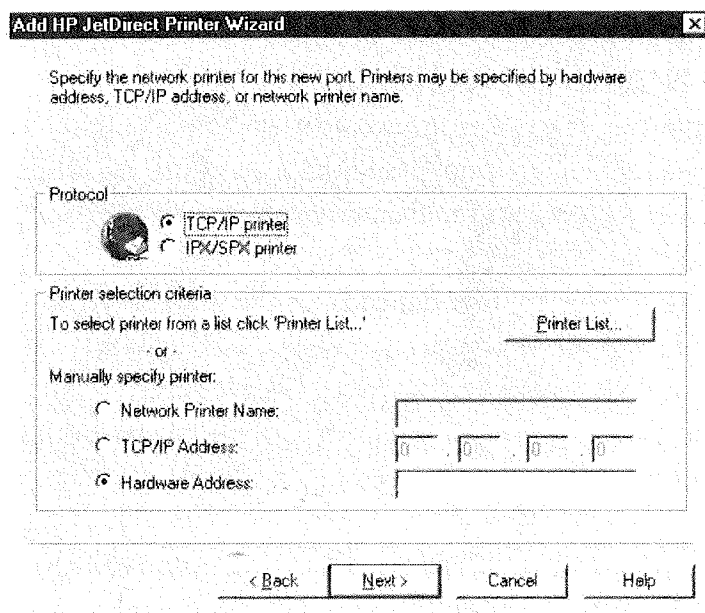 Add HP JetDirect Printer Wizard
Specify the network printer for this new port. Printers may be specified by hardware
address, TCP/IP address, or network printer name.
Protocol
TCP/IP printer
IPX/SPX printer
Printer selection criteria
To select printer from a list click 'Printer List...'
Printer List...
- or -
Manually specify printer:
Network Printer Name:
TCP/IP Address:
0 . 0 . 0 . 0
Hardware Address:
< Back
Next >
Cancel
Help